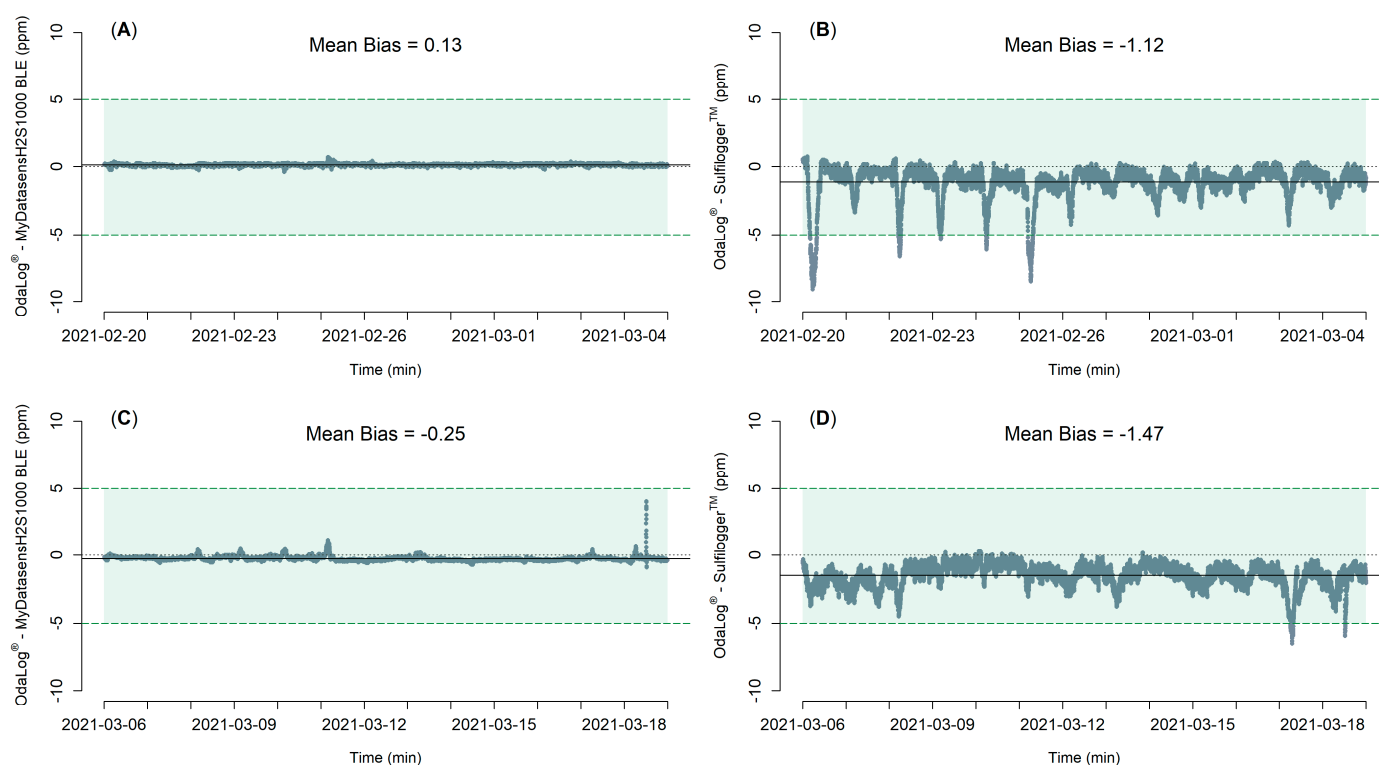 (A)
Mean Bias = 0.13
OdaLog® - MyDatasensH2S1000 BLE (ppm)
10
5
0
-5
-10
2021-02-20 2021-02-23 2021-02-26 2021-03-01 2021-03-04
Time (min)
(B)
Mean Bias = -1.12
OdaLog® - Sulfilogger™ (ppm)
10
5
0
-5
-10
2021-02-20 2021-02-23 2021-02-26 2021-03-01 2021-03-04
Time (min)
(C)
Mean Bias = -0.25
OdaLog® - MyDatasensH2S1000 BLE (ppm)
10
5
0
-5
-10
2021-03-06 2021-03-09 2021-03-12 2021-03-15 2021-03-18
Time (min)
(D)
Mean Bias = -1.47
OdaLog® - Sulfilogger™ (ppm)
10
5
0
-5
-10
2021-03-06 2021-03-09 2021-03-12 2021-03-15 2021-03-18
Time (min)